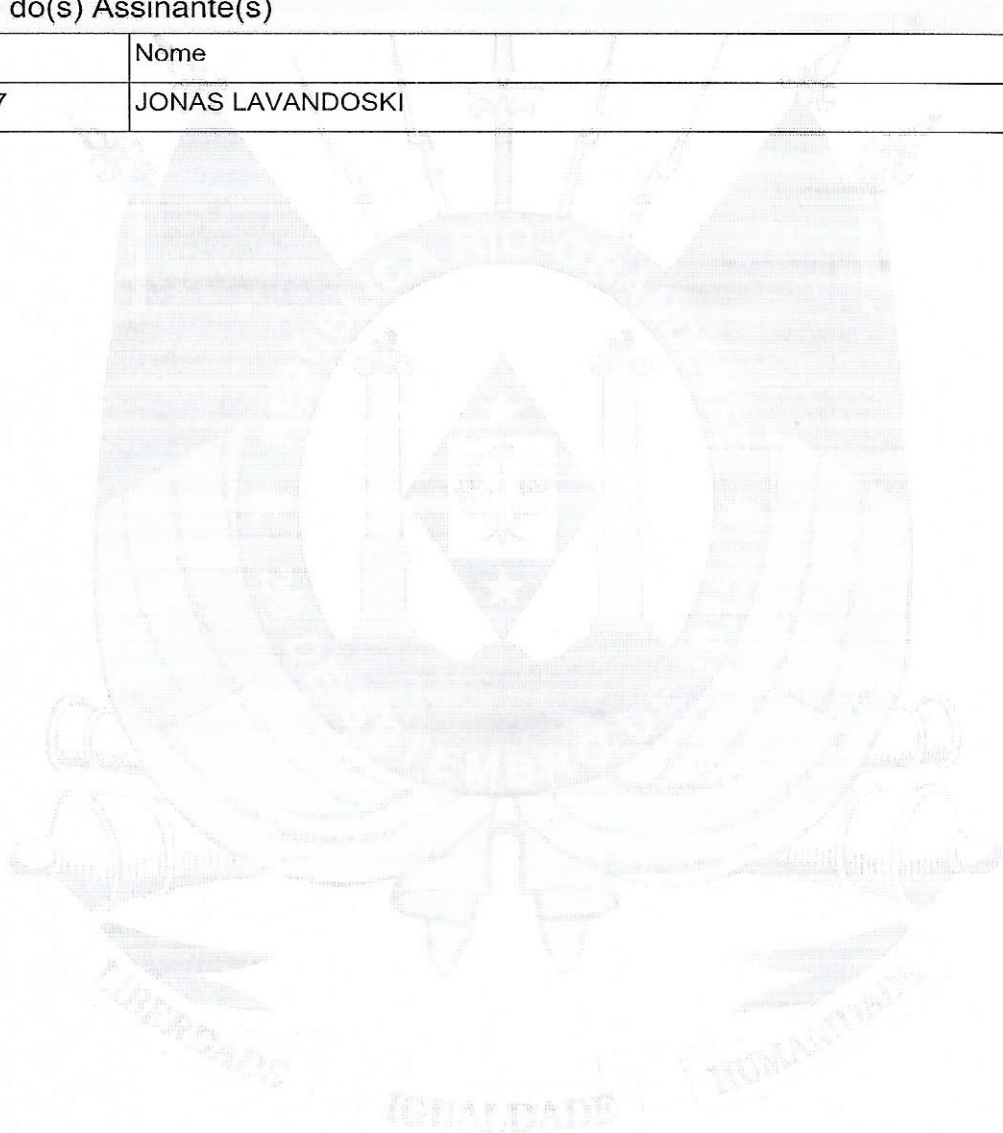 do(s) Assinante(s)
Nome
7 JONAS LAVANDOSKI
LIBERDADE
IGUALDADE
HUMANIDADE